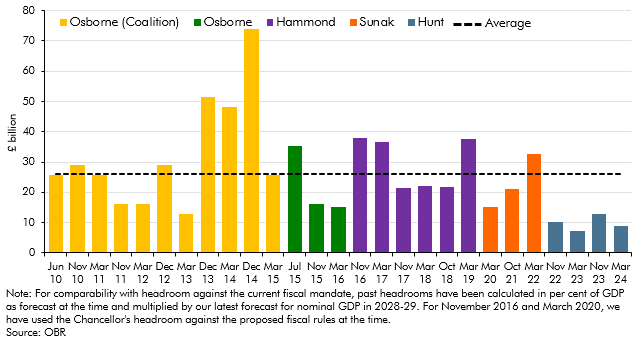 80
70
60
50
40
30
20
10
0
£ billion
Osborne (Coalition) Osborne Hammond Sunak Hunt Average
Jun Nov Mar Nov Mar Dec Mar Dec Mar Dec Mar Jul Nov Mar Nov Mar Nov Mar Oct Mar Mar Oct Mar Nov Mar Nov Mar
10 10 11 11 12 12 13 13 14 14 15 15 15 16 16 17 17 18 18 19 20 21 22 22 23 23 24
Note: For comparability with headroom against the current fiscal mandate, past headrooms have been calculated in per cent of GDP
as forecast at the time and multiplied by our latest forecast for nominal GDP in 2028-29. For November 2016 and March 2020, we
have used the Chancellor's headroom against the proposed fiscal rules at the time.
Source: OBR